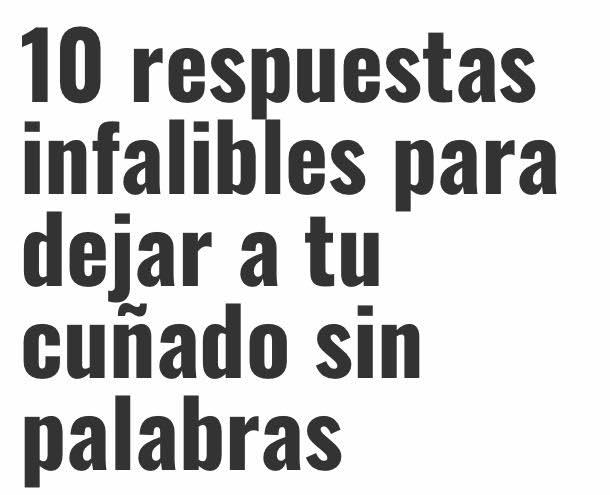 10 respuestas
infalibles para
dejar a tu
cuñado sin
palabras